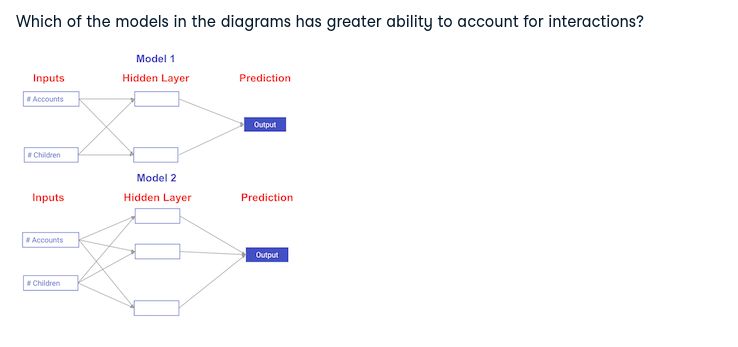 Which of the models in the diagrams has greater ability to account for interactions?
Model 1
Inputs Hidden Layer Prediction
# Accounts
Output
# Children
Model 2
Inputs Hidden Layer Prediction
# Accounts
Output
# Children